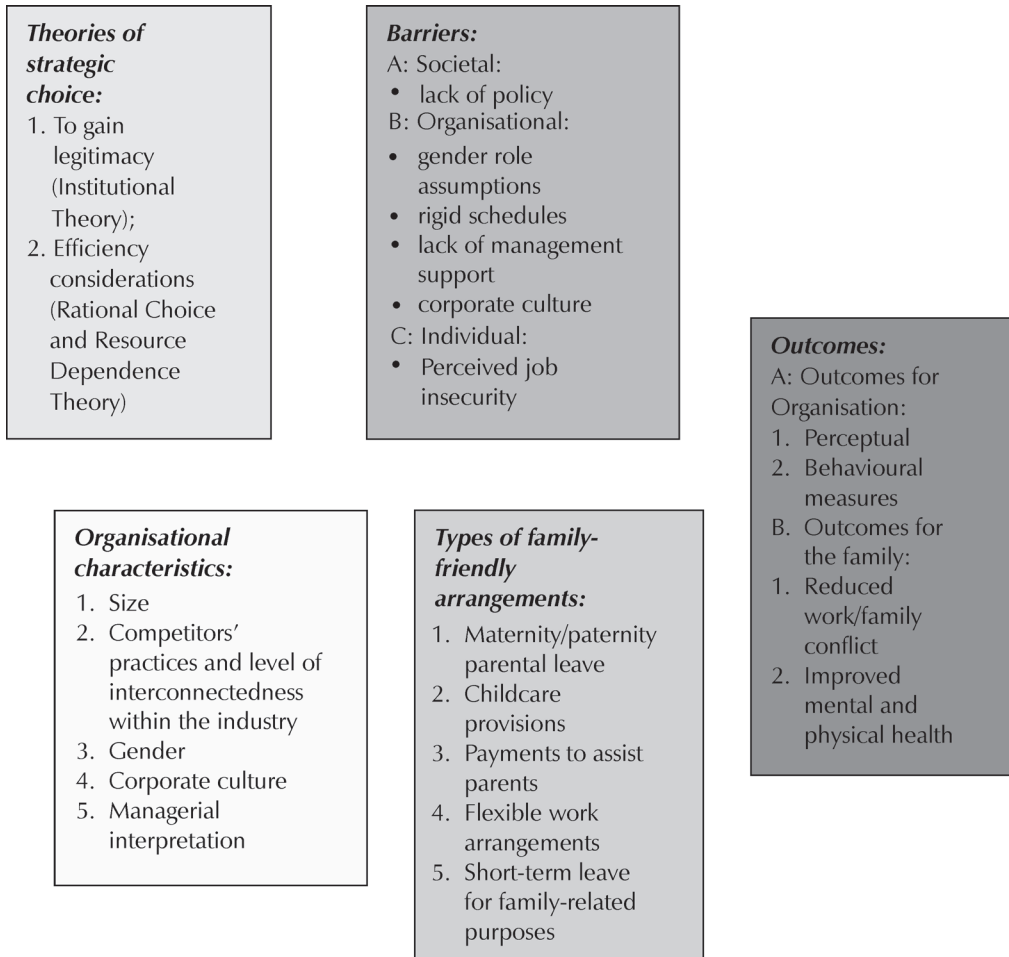 Theories of
strategic
choice:
1. To gain
legitimacy
(Institutional
Theory);
2. Efficiency
considerations
(Rational Choice
and Resource
Dependence
Theory)
Barriers:
A: Societal:
• lack of policy
B: Organisational:
• gender role
assumptions
• rigid schedules
• lack of management
support
• corporate culture
C: Individual:
• Perceived job
insecurity
Organisational
characteristics:
1. Size
2. Competitors’
practices and level of
interconnectedness
within the industry
3. Gender
4. Corporate culture
5. Managerial
interpretation
Types of family-
friendly
arrangements:
1. Maternity/paternity
parental leave
2. Childcare
provisions
3. Payments to assist
parents
4. Flexible work
arrangements
5. Short-term leave
for family-related
purposes
Outcomes:
A: Outcomes for
Organisation:
1. Perceptual
2. Behavioural
measures
B. Outcomes for
the family:
1. Reduced
work/family
conflict
2. Improved
mental and
physical health